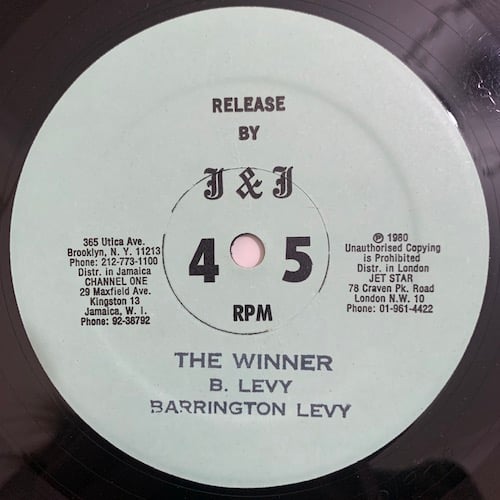 RELEASE
BY
J & J
365 Utica Ave.
Brooklyn, N. Y. 11213
Phone: 212-773-1100
Distr. in Jamaica
CHANNEL ONE
29 Maxfield Ave.
Kingston 13
Jamaica, W. I.
Phone: 92-36792
45
RPM
℗ 1980
Unauthorised Copying
is Prohibited
Distr. in London
JET STAR
78 Craven Pk. Road
London N.W. 10
Phone: 01-961-4422
THE WINNER
B. LEVY
BARRINGTON LEVY